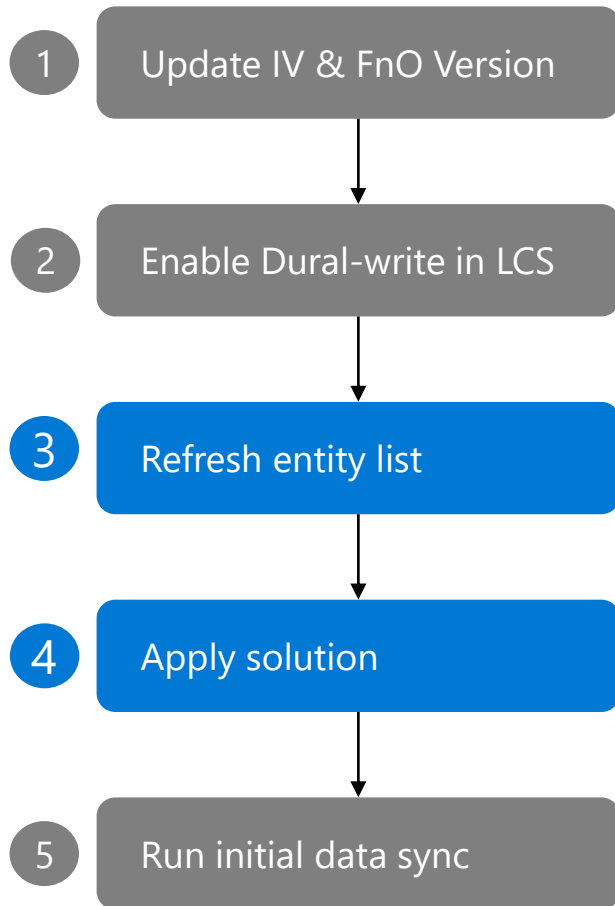 1
Update IV & FnO Version
2
Enable Dural-write in LCS
3
Refresh entity list
4
Apply solution
5
Run initial data sync